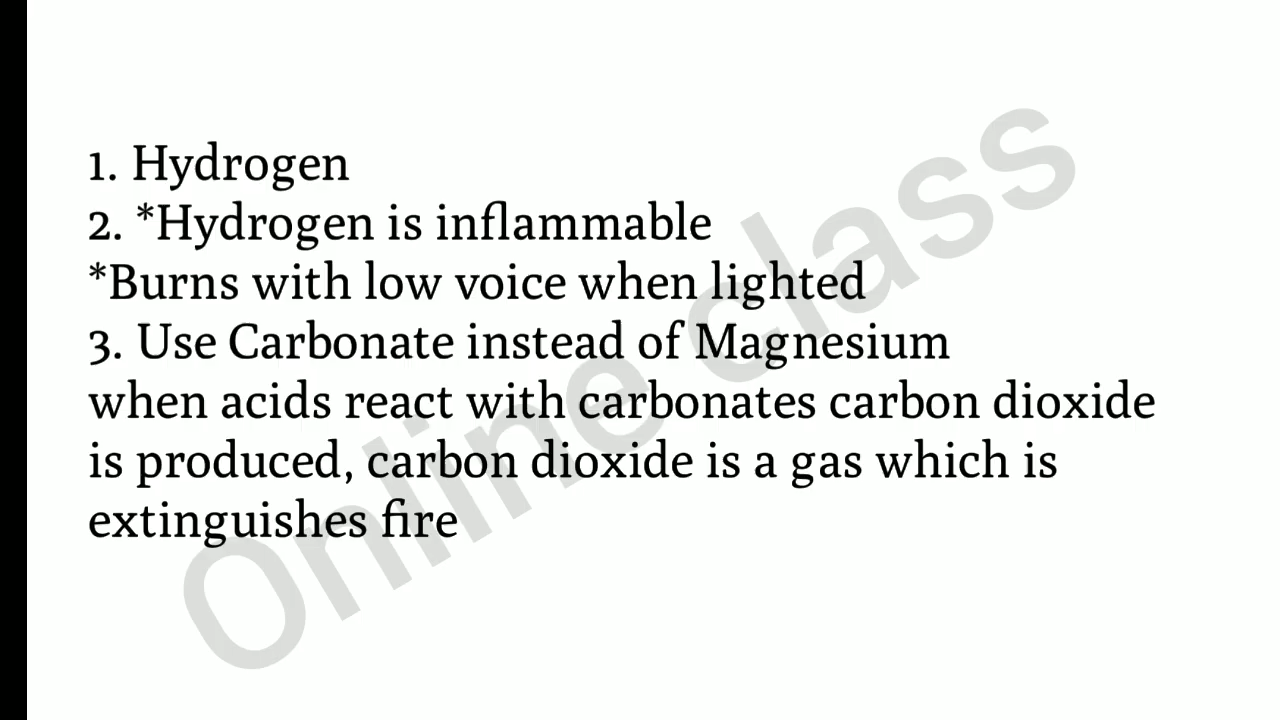 1. Hydrogen
2. *Hydrogen is inflammable
*Burns with low voice when lighted
3. Use Carbonate instead of Magnesium
when acids react with carbonates carbon dioxide
is produced, carbon dioxide is a gas which is
extinguishes fire
Online class